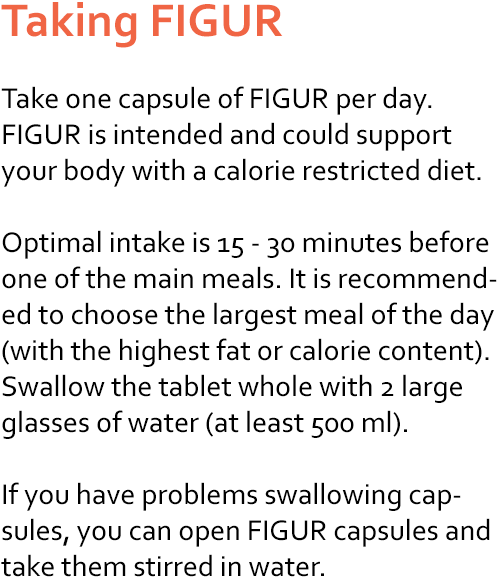 Taking FIGUR
Take one capsule of FIGUR per day.
FIGUR is intended and could support
your body with a calorie restricted diet.
Optimal intake is 15 - 30 minutes before
one of the main meals. It is recommend-
ed to choose the largest meal of the day
(with the highest fat or calorie content).
Swallow the tablet whole with 2 large
glasses of water (at least 500 ml).
If you have problems swallowing cap-
sules, you can open FIGUR capsules and
take them stirred in water.